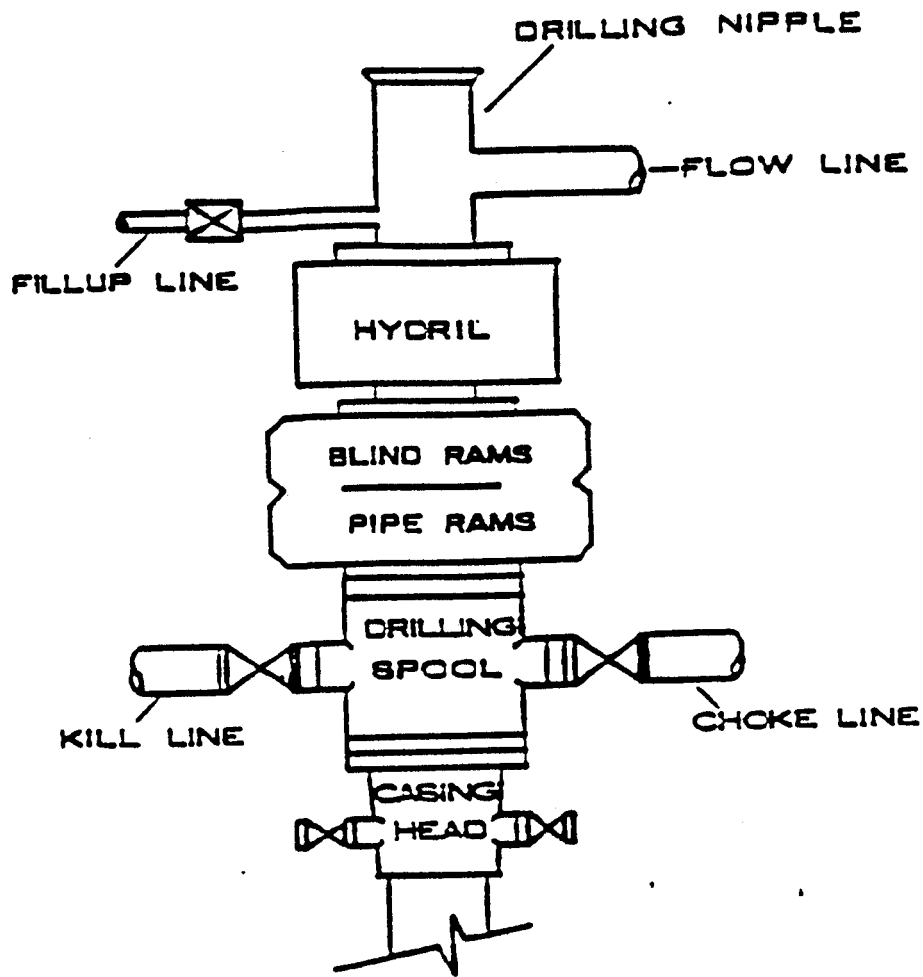 DRILLING NIPPLE
FLOW LINE
FILLUP LINE
HYDRIL
BLIND RAMS
PIPE RAMS
DRILLING
SPOOL
KILL LINE
CHOKE LINE
CASING
HEAD